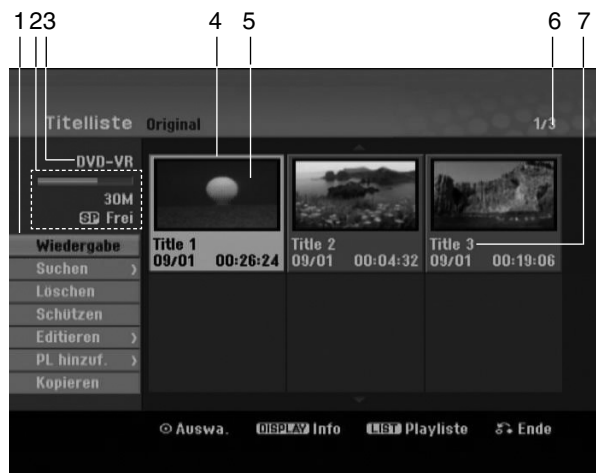 1 2 3 4 5 6 7
Titelliste Original 1/3
DVD-VR
30M
SP Frei
Wiedergabe
Suchen
Löschen
Schützen
Editieren
PL hinzuf.
Kopieren
Title 1
09/01 00:26:24
Title 2
09/01 00:04:32
Title 3
09/01 00:19:06
Auswa. DISPLAY Info LIST Playliste Ende